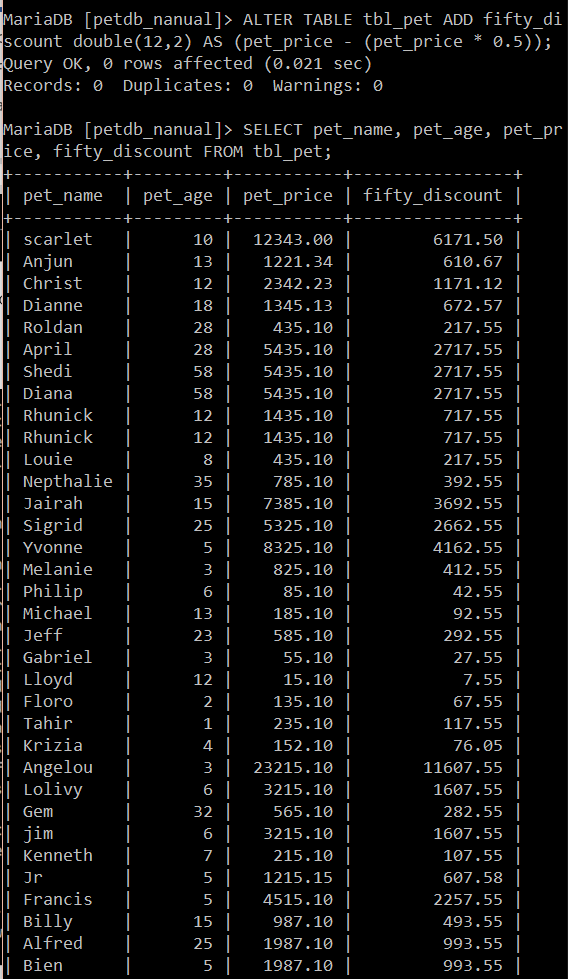 MariaDB [petdb_nanual]> ALTER TABLE tbl_pet ADD fifty_di
scount double(12,2) AS (pet_price - (pet_price * 0.5));
Query OK, 0 rows affected (0.021 sec)
Records: 0  Duplicates: 0  Warnings: 0

MariaDB [petdb_nanual]> SELECT pet_name, pet_age, pet_pr
ice, fifty_discount FROM tbl_pet;
+-----------+---------+-----------+----------------+
| pet_name  | pet_age | pet_price | fifty_discount |
+-----------+---------+-----------+----------------+
| scarlet   |      10 |  12343.00 |        6171.50 |
| Anjun     |      13 |   1221.34 |         610.67 |
| Christ    |      12 |   2342.23 |        1171.12 |
| Dianne    |      18 |   1345.13 |         672.57 |
| Roldan    |      28 |    435.10 |         217.55 |
| April     |      28 |   5435.10 |        2717.55 |
| Shedi     |      58 |   5435.10 |        2717.55 |
| Diana     |      58 |   5435.10 |        2717.55 |
| Rhunick   |      12 |   1435.10 |         717.55 |
| Rhunick   |      12 |   1435.10 |         717.55 |
| Louie     |       8 |    435.10 |         217.55 |
| Nepthalie |      35 |    785.10 |         392.55 |
| Jairah    |      15 |   7385.10 |        3692.55 |
| Sigrid    |      25 |   5325.10 |        2662.55 |
| Yvonne    |       5 |   8325.10 |        4162.55 |
| Melanie   |       3 |    825.10 |         412.55 |
| Philip    |       6 |     85.10 |          42.55 |
| Michael   |      13 |    185.10 |          92.55 |
| Jeff      |      23 |    585.10 |         292.55 |
| Gabriel   |       3 |     55.10 |          27.55 |
| Lloyd     |      12 |     15.10 |           7.55 |
| Floro     |       2 |    135.10 |          67.55 |
| Tahir     |       1 |    235.10 |         117.55 |
| Krizia    |       4 |    152.10 |          76.05 |
| Angelou   |       3 |  23215.10 |       11607.55 |
| Lolivy    |       6 |   3215.10 |        1607.55 |
| Gem       |      32 |    565.10 |         282.55 |
| jim       |       6 |   3215.10 |        1607.55 |
| Kenneth   |       7 |    215.10 |         107.55 |
| Jr        |       5 |   1215.15 |         607.58 |
| Francis   |       5 |   4515.10 |        2257.55 |
| Billy     |      15 |    987.10 |         493.55 |
| Alfred    |      25 |   1987.10 |         993.55 |
| Bien      |       5 |   1987.10 |         993.55 |